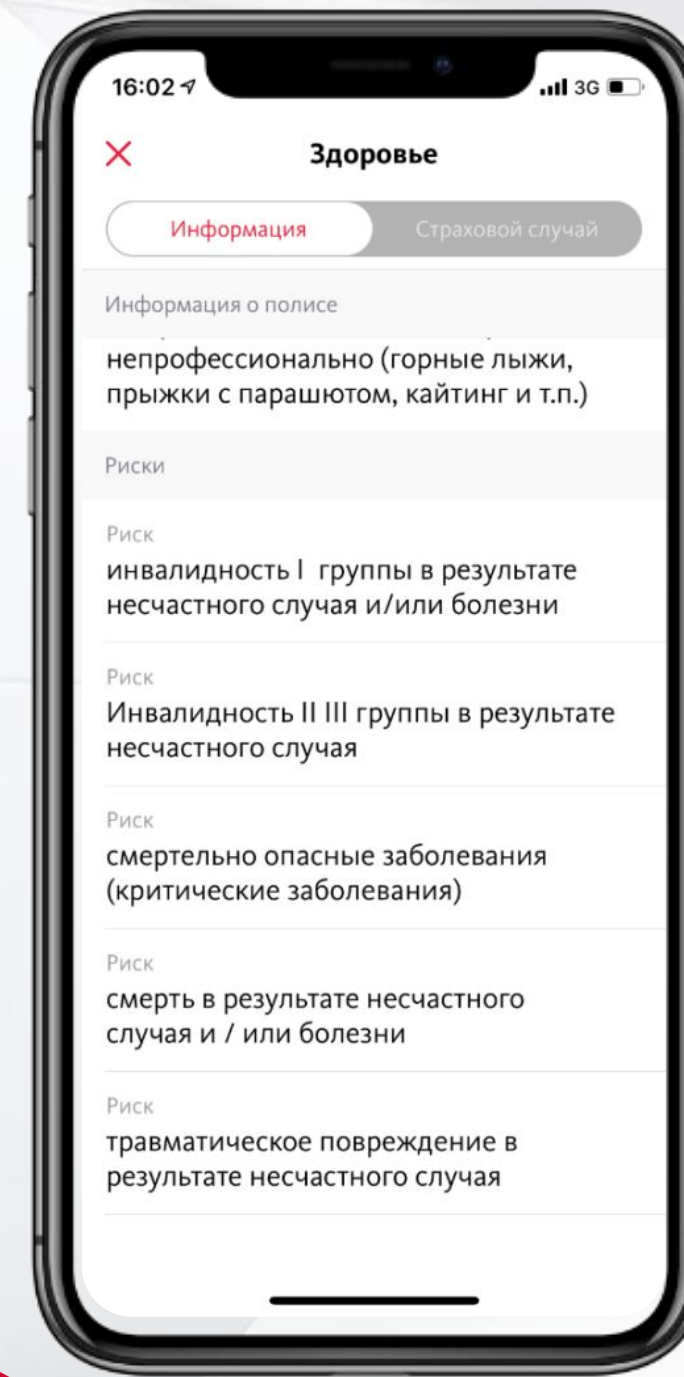 16:02
3G
Здоровье
Информация
Страховой случай
Информация о полисе
непрофессионально (горные лыжи,
прыжки с парашютом, кайтинг и т.п.)
Риски
Риск
инвалидность I группы в результате
несчастного случая и/или болезни
Риск
Инвалидность II III группы в результате
несчастного случая
Риск
смертельно опасные заболевания
(критические заболевания)
Риск
смерть в результате несчастного
случая и / или болезни
Риск
травматическое повреждение в
результате несчастного случая